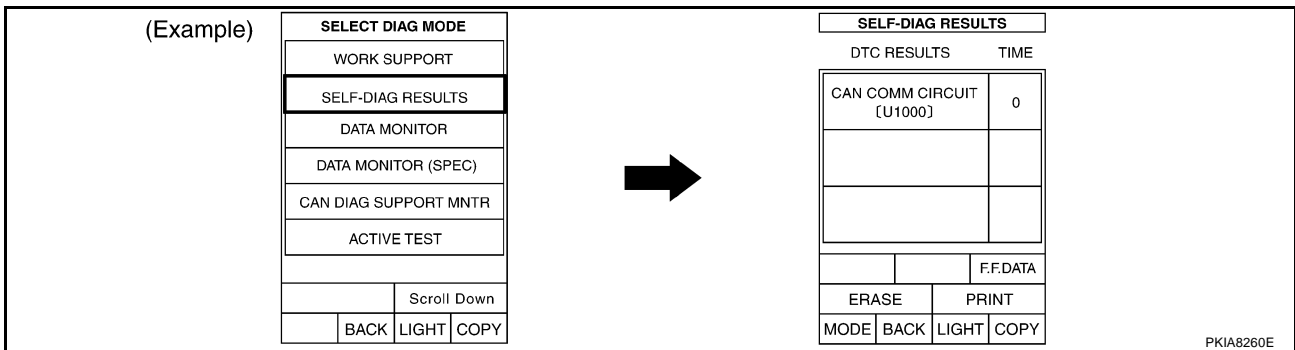 (Example)
SELECT DIAG MODE
WORK SUPPORT
SELF-DIAG RESULTS
DATA MONITOR
DATA MONITOR (SPEC)
CAN DIAG SUPPORT MNTR
ACTIVE TEST
Scroll Down
BACK LIGHT COPY
SELF-DIAG RESULTS
DTC RESULTS TIME
CAN COMM CIRCUIT 0
〔U1000〕
F.F.DATA
ERASE PRINT
MODE BACK LIGHT COPY
PKIA8260E